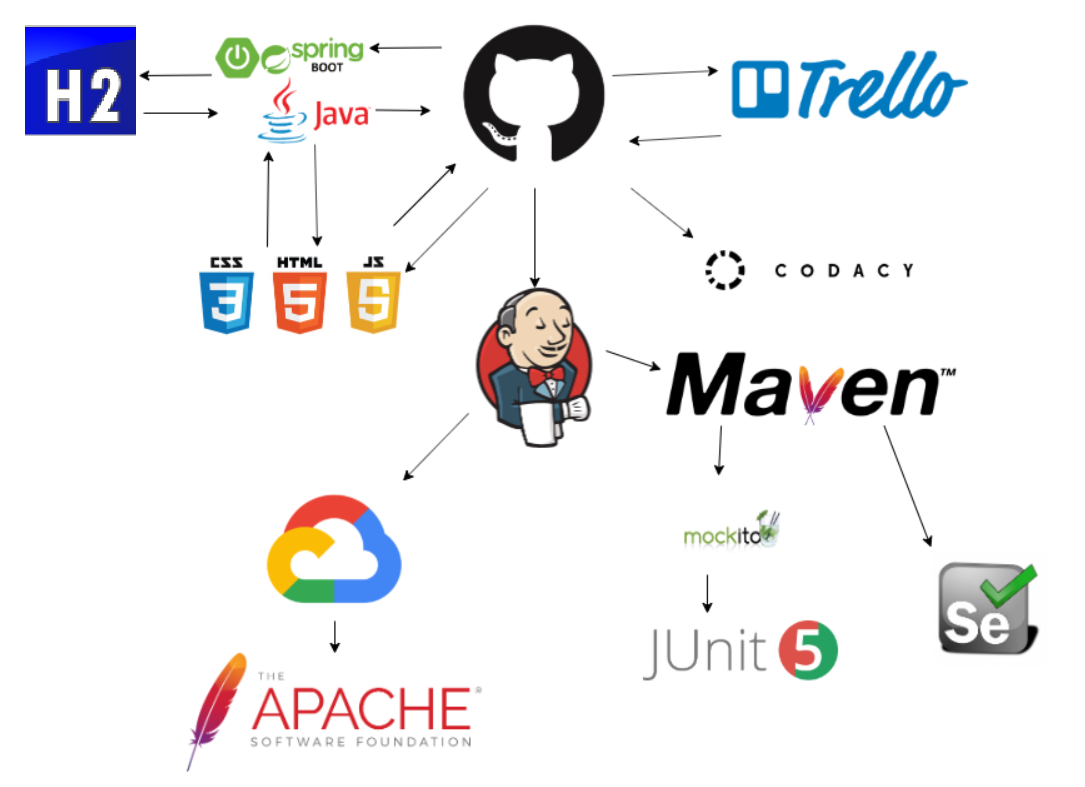 H2
spring
BOOT
Java
Trello
CSS
3
HTML
5
JS
5
CODACY
Maven™
mockito
JUnit 5
Se
THE
APACHE®
SOFTWARE FOUNDATION